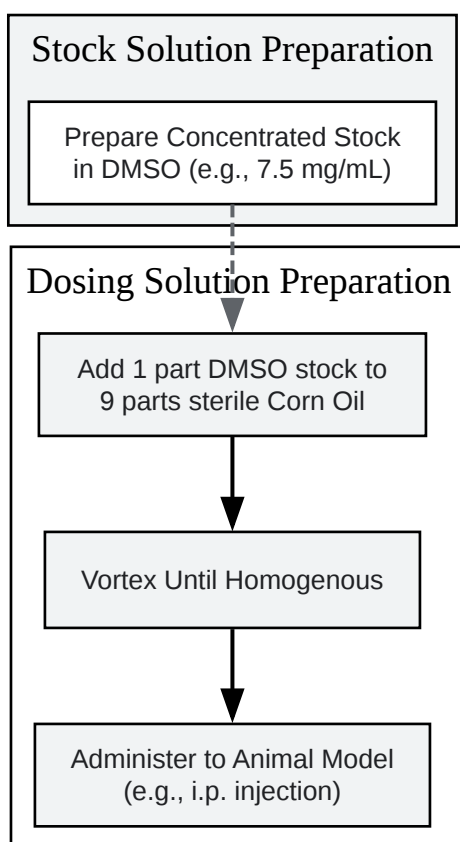 Stock Solution Preparation
Prepare Concentrated Stock
in DMSO (e.g., 7.5 mg/mL)
Dosing Solution Preparation
Add 1 part DMSO stock to
9 parts sterile Corn Oil
Vortex Until Homogenous
Administer to Animal Model
(e.g., i.p. injection)